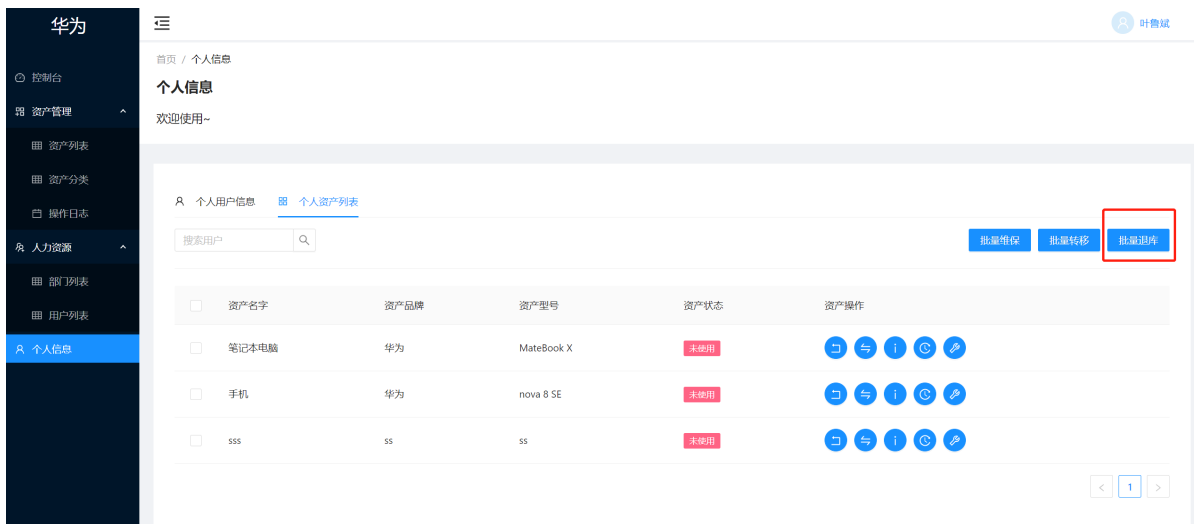 华为
叶鲁斌
控制台
资产管理
资产列表
资产分类
操作日志
人力资源
部门列表
用户列表
个人信息
首页 / 个人信息
个人信息
欢迎使用~
个人用户信息 个人资产列表
搜索用户 批量维保 批量转移 批量退库
资产名字 资产品牌 资产型号 资产状态 资产操作
笔记本电脑 华为 MateBook X 未使用
手机 华为 nova 8 SE 未使用
sss ss ss 未使用
< 1 >